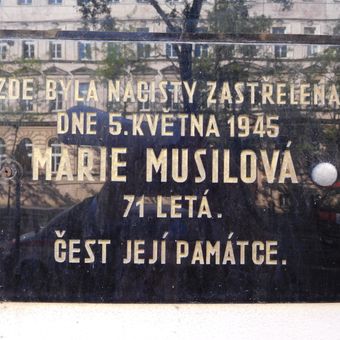 ZDE BYLA NACISTY ZASTŘELENA
DNE 5. KVĚTNA 1945
MARIE MUSILOVÁ
71 LETÁ.
ČEST JEJÍ PAMÁTCE.